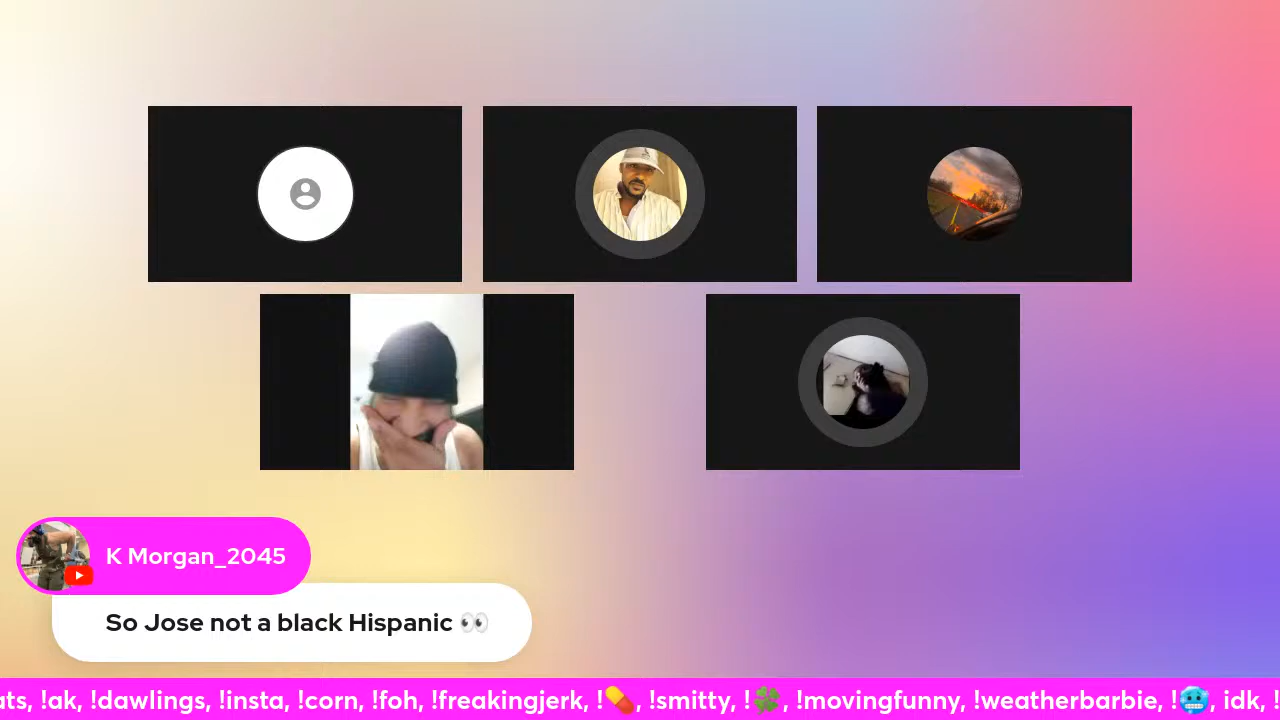 K Morgan_2045
So Jose not a black Hispanic 👀
ats, !ak, !dawlings, !insta, !corn, !foh, !freakingjerk, !💊, !smitty, !🍀, !movingfunny, !weatherbarbie, !🥶, idk, !